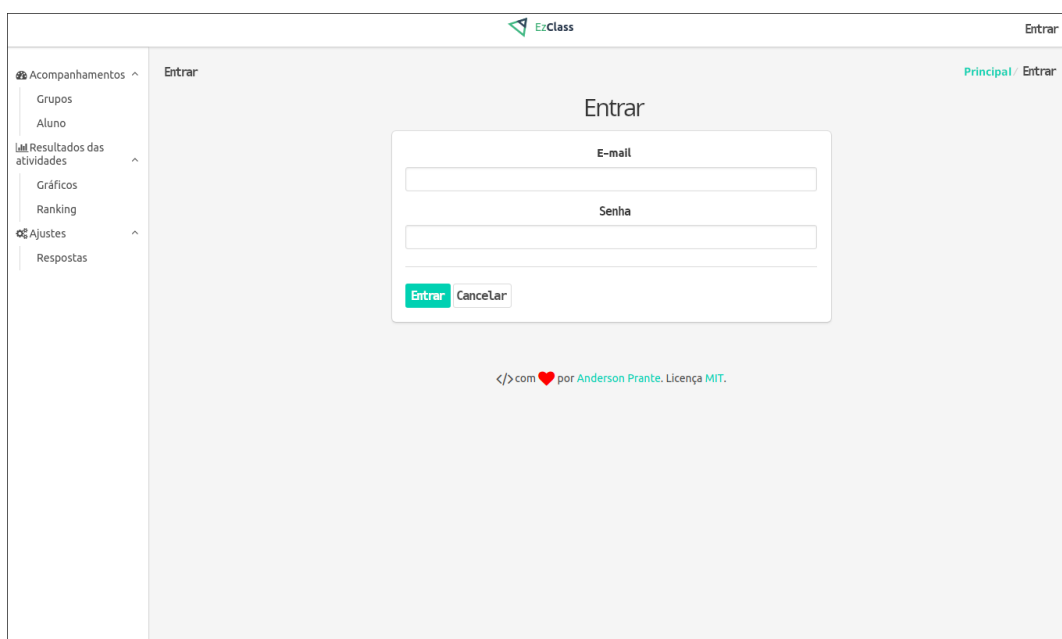 EzClass
Entrar
Acompanhamentos
Grupos
Aluno
Resultados das
atividades
Gráficos
Ranking
Ajustes
Respostas
Entrar
Principal / Entrar
Entrar
E-mail
Senha
Entrar
Cancelar
</> com ❤ por Anderson Prante. Licença MIT.